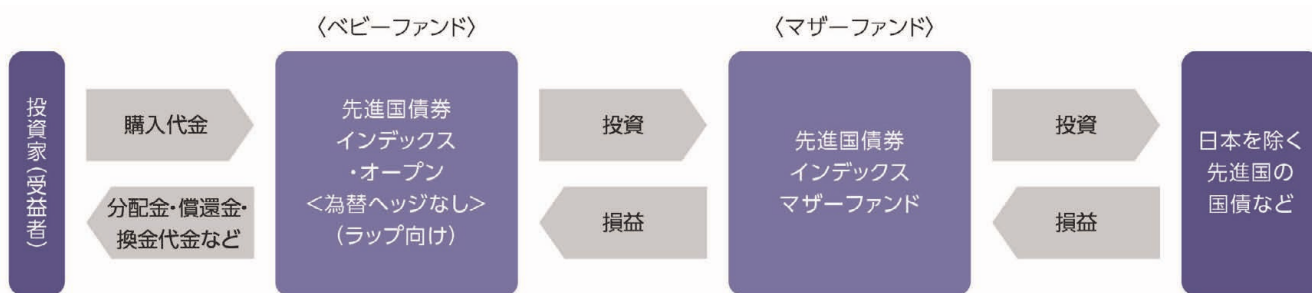 〈ベビーファンド〉
〈マザーファンド〉
投資家(受益者)
購入代金
分配金・償還金・
換金代金など
先進国債券
インデックス
・オープン
<為替ヘッジなし>
(ラップ向け)
投資
損益
先進国債券
インデックス
マザーファンド
投資
損益
日本を除く
先進国の
国債など